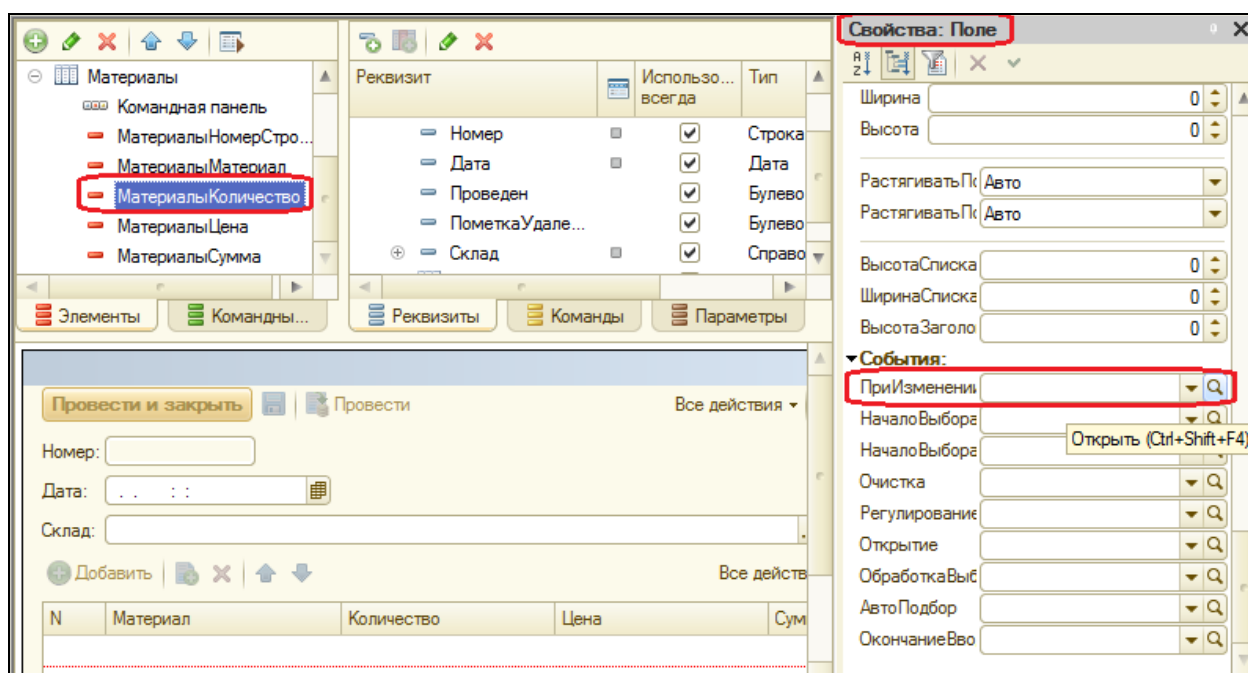 Материалы
Командная панель
МатериалыНомерСтро...
МатериалыМатериал
МатериалыКоличество
МатериалыЦена
МатериалыСумма
Элементы
Командны...
Реквизит
Использо... всегда
Тип
Номер
Строка
Дата
Дата
Проведен
Булево
ПометкаУдале...
Булево
Склад
Справо
Реквизиты
Команды
Параметры
Провести и закрыть
Провести
Все действия
Номер:
Дата: . . : :
Склад:
Добавить
Все действ
N Материал Количество Цена Сум
Свойства: Поле
Ширина 0
Высота 0
РастягиватьПо Авто
РастягиватьПо Авто
ВысотаСписка 0
ШиринаСписка 0
ВысотаЗаголо 0
События:
ПриИзменении
НачалоВыбора
Открыть (Ctrl+Shift+F4)
НачалоВыбора
Очистка
Регулирование
Открытие
ОбработкаВыб
АвтоПодбор
ОкончаниеВво